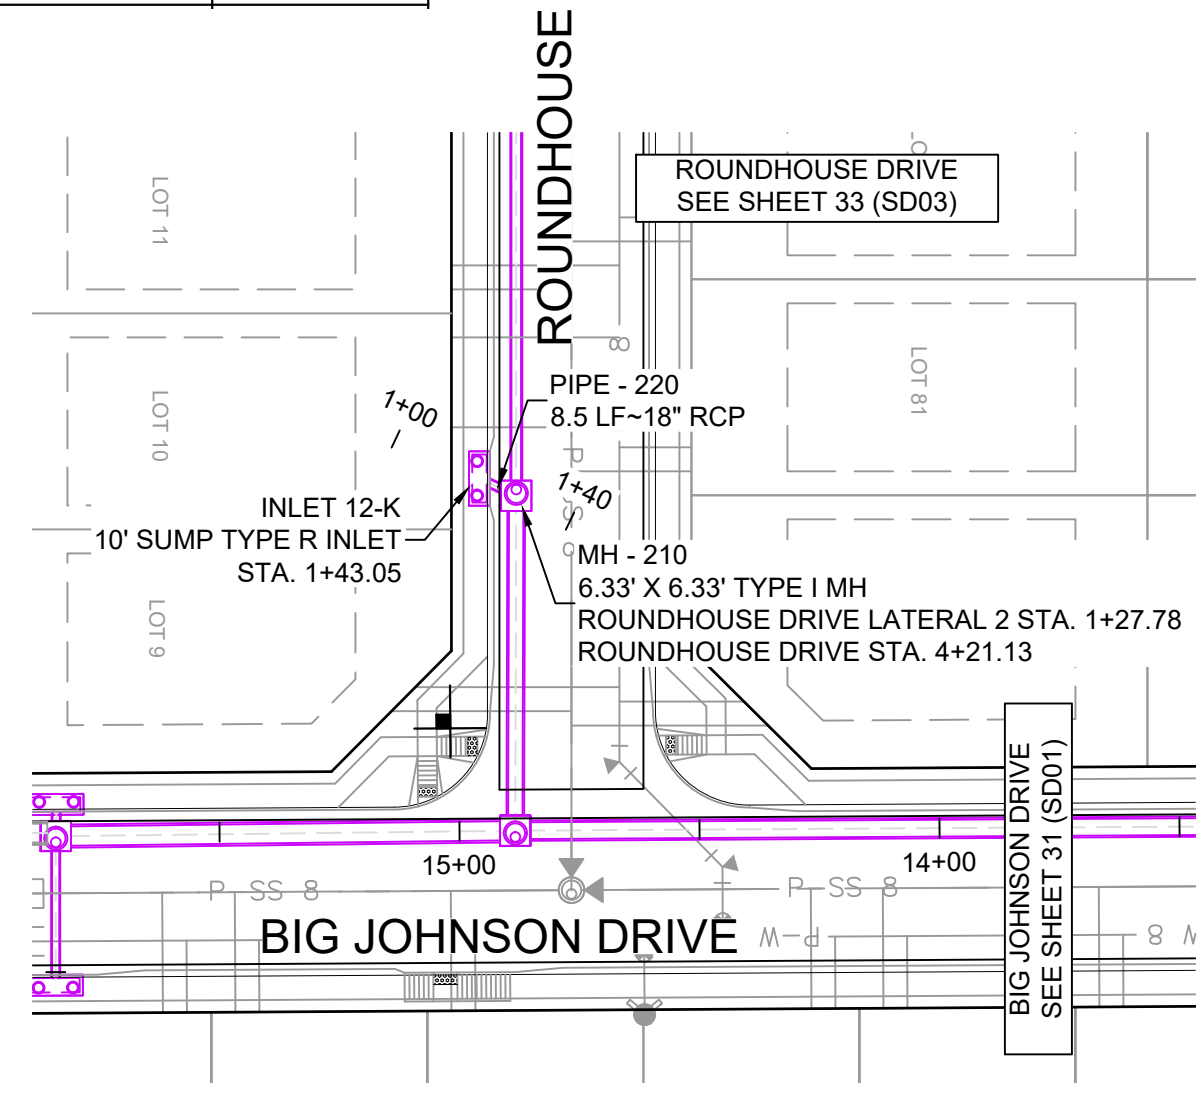 ROUNDHOUSE
ROUNDHOUSE DRIVE
SEE SHEET 33 (SD03)
LOT 11
LOT 10
LOT 9
LOT 81
8
1+00
PIPE - 220
8.5 LF~18" RCP
1+40
INLET 12-K
10' SUMP TYPE R INLET
STA. 1+43.05
MH - 210
6.33' X 6.33' TYPE I MH
ROUNDHOUSE DRIVE LATERAL 2 STA. 1+27.78
ROUNDHOUSE DRIVE STA. 4+21.13
15+00
14+00
P SS 8
P SS 8
BIG JOHNSON DRIVE
P-W
W 8
BIG JOHNSON DRIVE
SEE SHEET 31 (SD01)